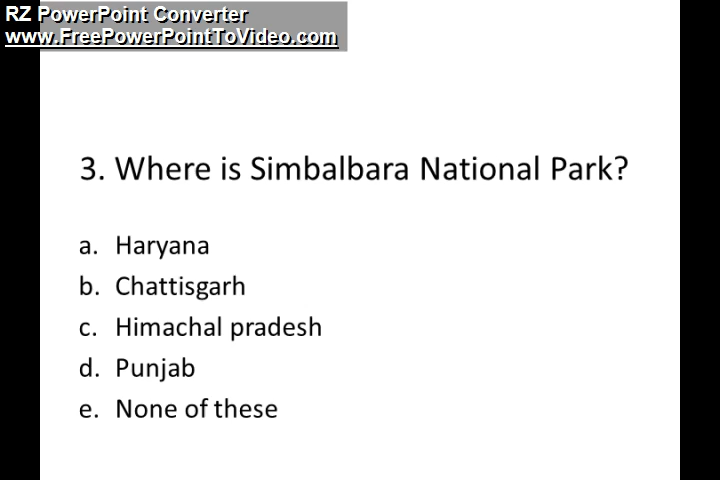 RZ PowerPoint Converter
www.FreePowerPointToVideo.com
3. Where is Simbalbara National Park?
a. Haryana
b. Chattisgarh
c. Himachal pradesh
d. Punjab
e. None of these